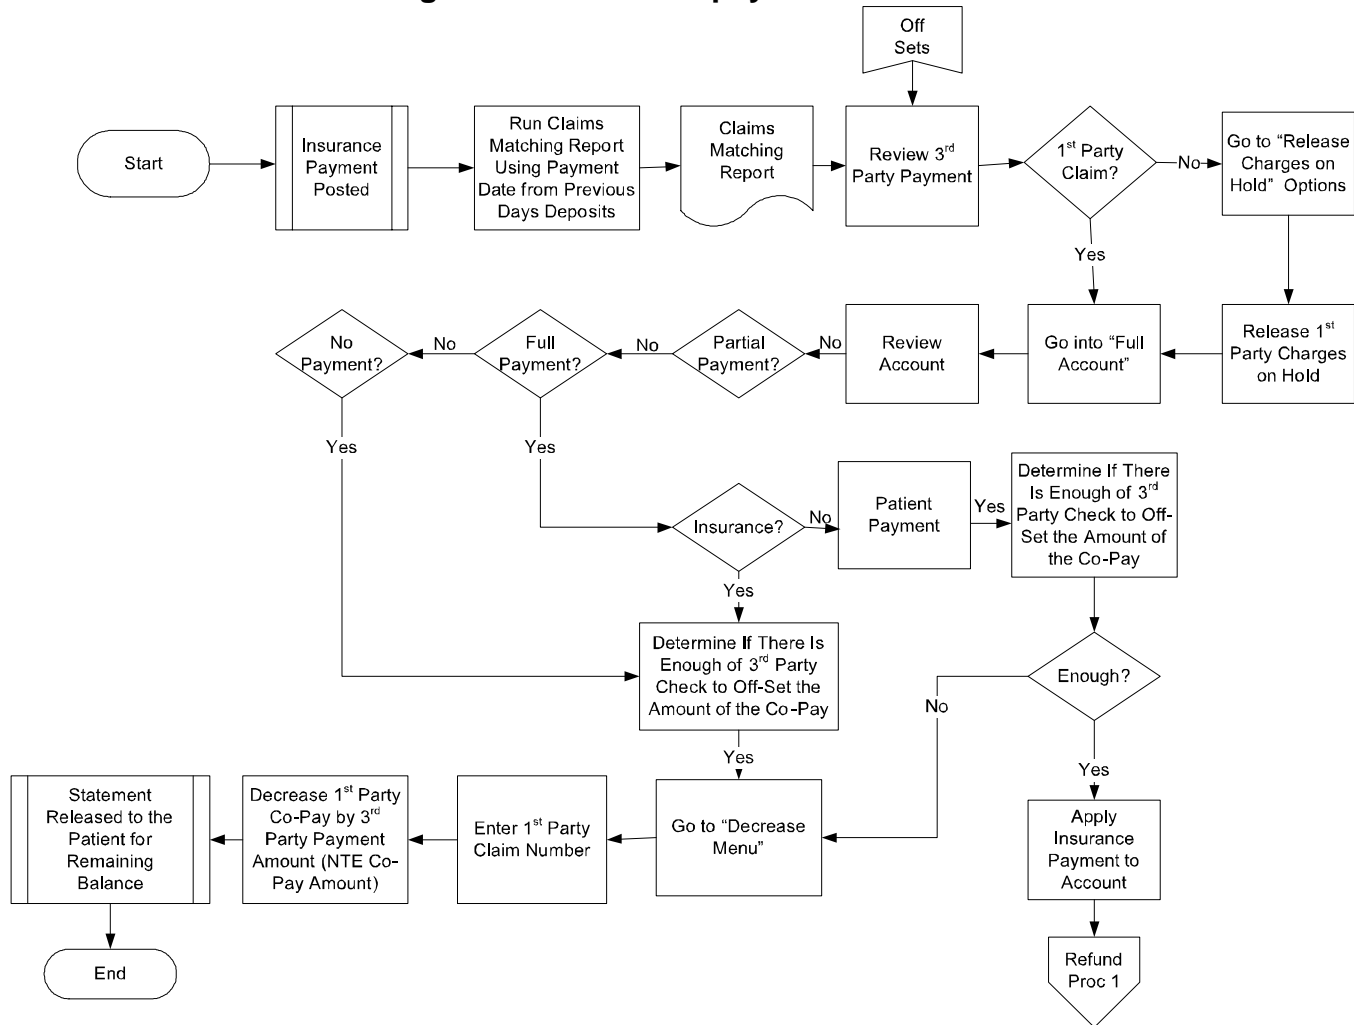 Off
Sets
Start
Insurance
Payment
Posted
Run Claims
Matching Report
Using Payment
Date from Previous
Days Deposits
Claims
Matching
Report
Review 3rd
Party Payment
1st Party
Claim?
No
Go to “Release
Charges on
Hold” Options
Yes
No
Payment?
No
Full
Payment?
No
Partial
Payment?
No
Review
Account
Go into “Full
Account”
Release 1st
Party Charges
on Hold
Yes
Yes
Insurance?
No
Patient
Payment
Yes
Determine If There
Is Enough of 3rd
Party Check to Off-
Set the Amount of
the Co-Pay
Yes
Determine If There Is
Enough of 3rd Party
Check to Off-Set the
Amount of the Co-Pay
Enough?
No
Yes
Yes
Statement
Released to the
Patient for
Remaining
Balance
Decrease 1st Party
Co-Pay by 3rd
Party Payment
Amount (NTE Co-
Pay Amount)
Enter 1st Party
Claim Number
Go to “Decrease
Menu”
Apply
Insurance
Payment to
Account
End
Refund
Proc 1